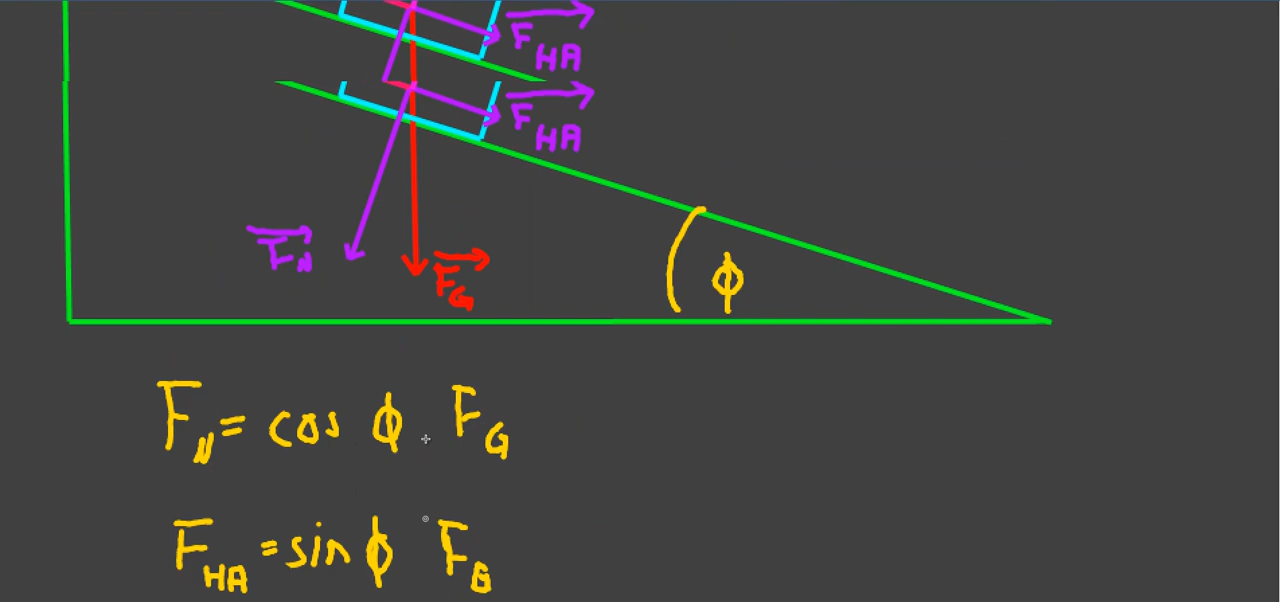 F_HA
F_HA
F_N
F_G
ϕ
F_N = cos ϕ . F_G
F_HA = sin ϕ F_G